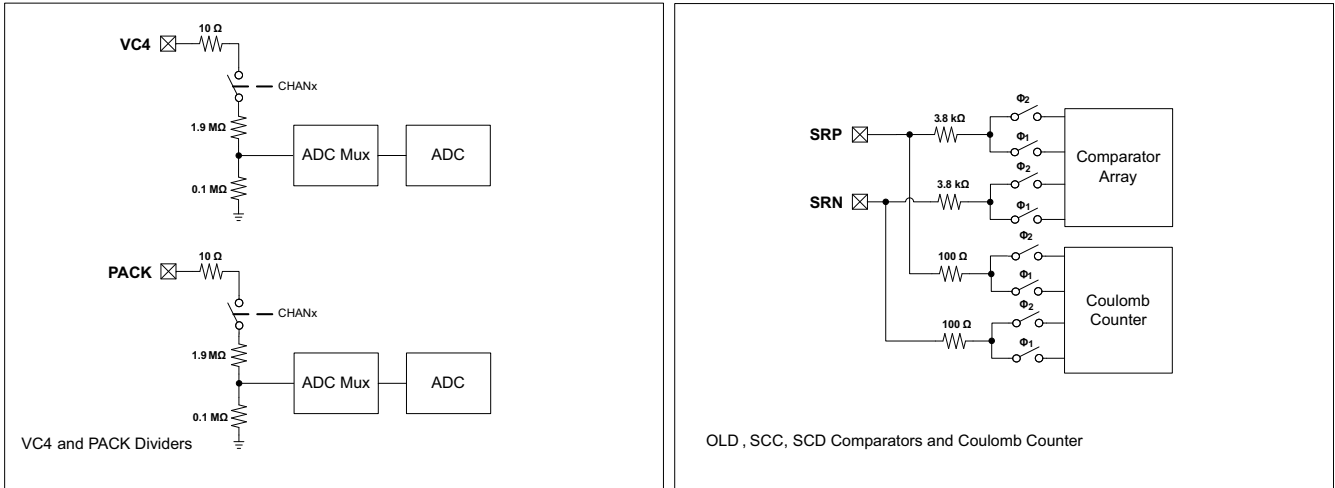 10 Ω
VC4
CHANx
1.9 MΩ
ADC Mux
ADC
0.1 MΩ
10 Ω
PACK
CHANx
1.9 MΩ
ADC Mux
ADC
0.1 MΩ
VC4 and PACK Dividers
Φ2
3.8 kΩ
SRP
Φ1
Comparator
Array
Φ2
3.8 kΩ
SRN
Φ1
Φ2
100 Ω
Φ1
Coulomb
Counter
Φ2
100 Ω
Φ1
OLD , SCC, SCD Comparators and Coulomb Counter